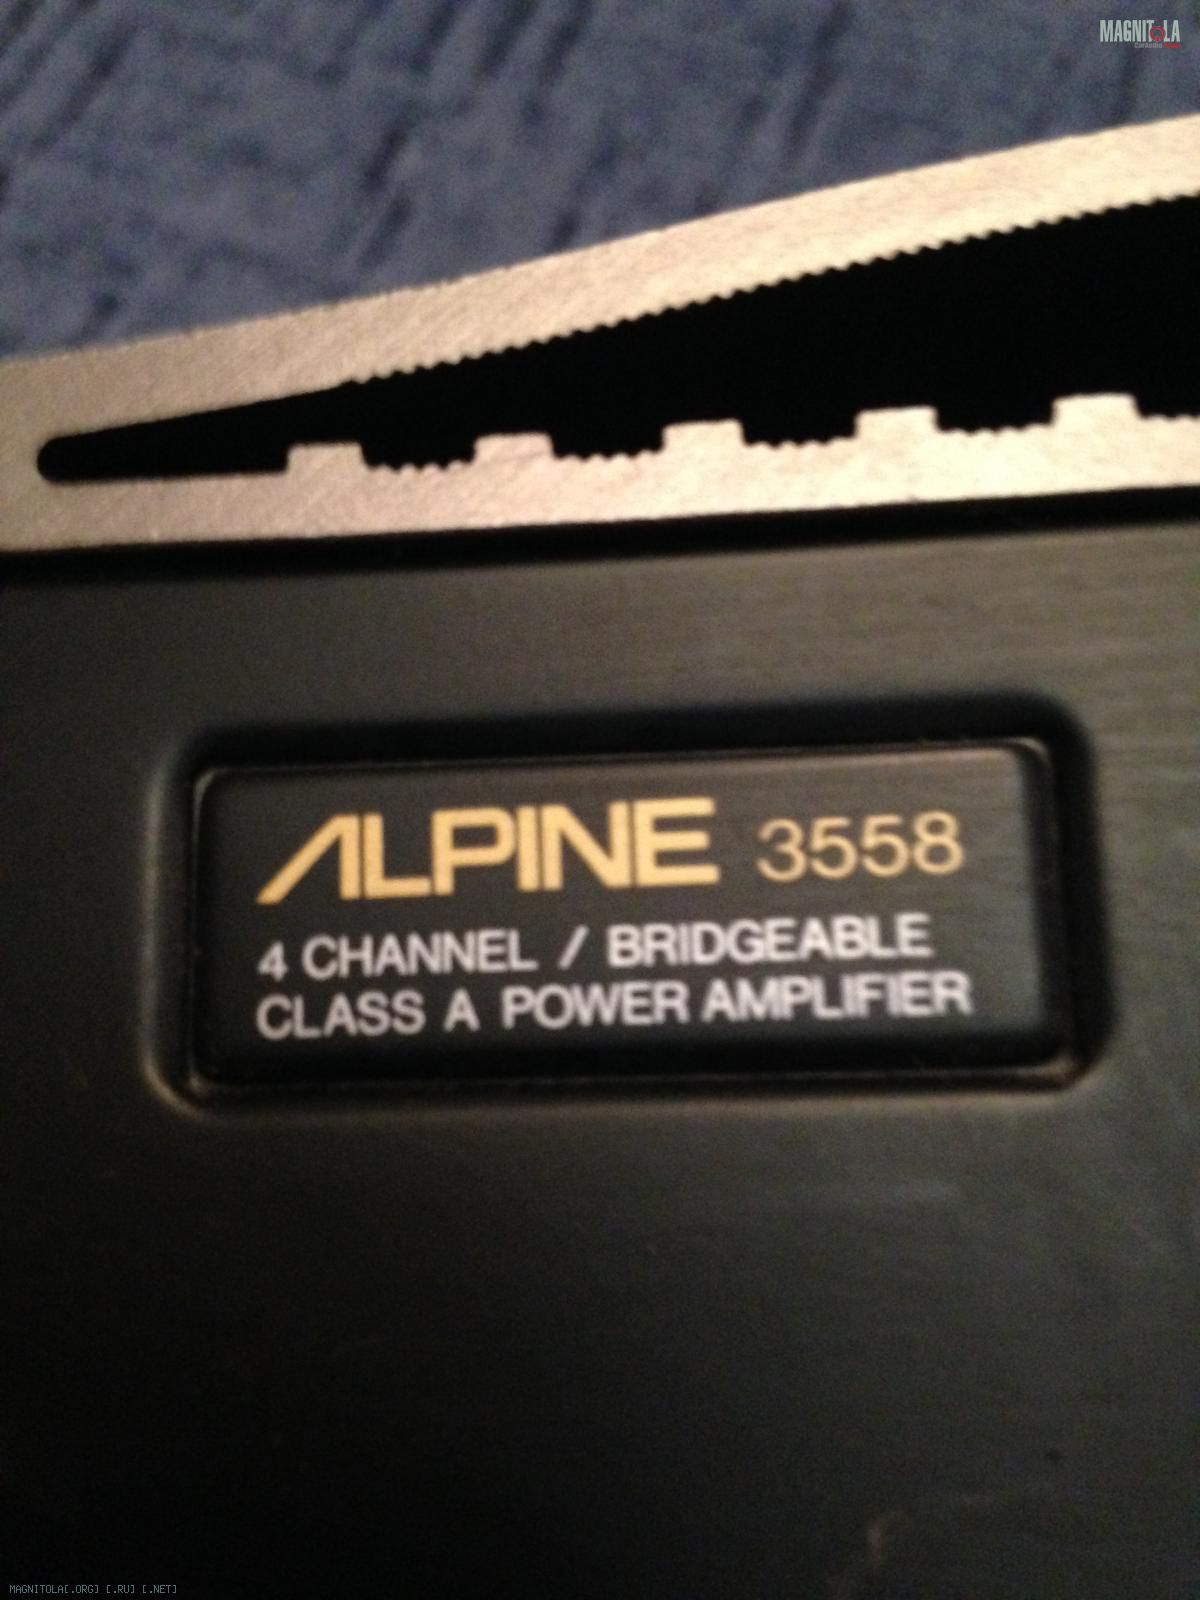 MAGNITOLA
ALPINE 3558
4 CHANNEL / BRIDGEABLE
CLASS A POWER AMPLIFIER
MAGNITOLA[.ORG] [.RU] [.NET]